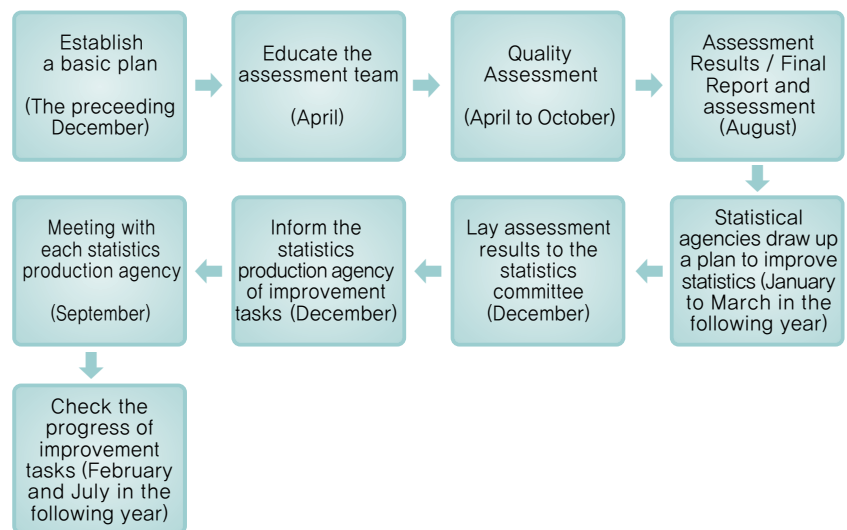 Establish
a basic plan
(The preceeding
December)
Educate the
assessment team
(April)
Quality
Assessment
(April to October)
Assessment
Results / Final
Report and
assessment
(August)
Statistical
agencies draw up
a plan to improve
statistics (January
to March in the
following year)
Lay assessment
results to the
statistics
committee
(December)
Inform the
statistics
production agency
of improvement
tasks (December)
Meeting with
each statistics
production agency
(September)
Check the
progress of
improvement
tasks (February
and July in the
following year)